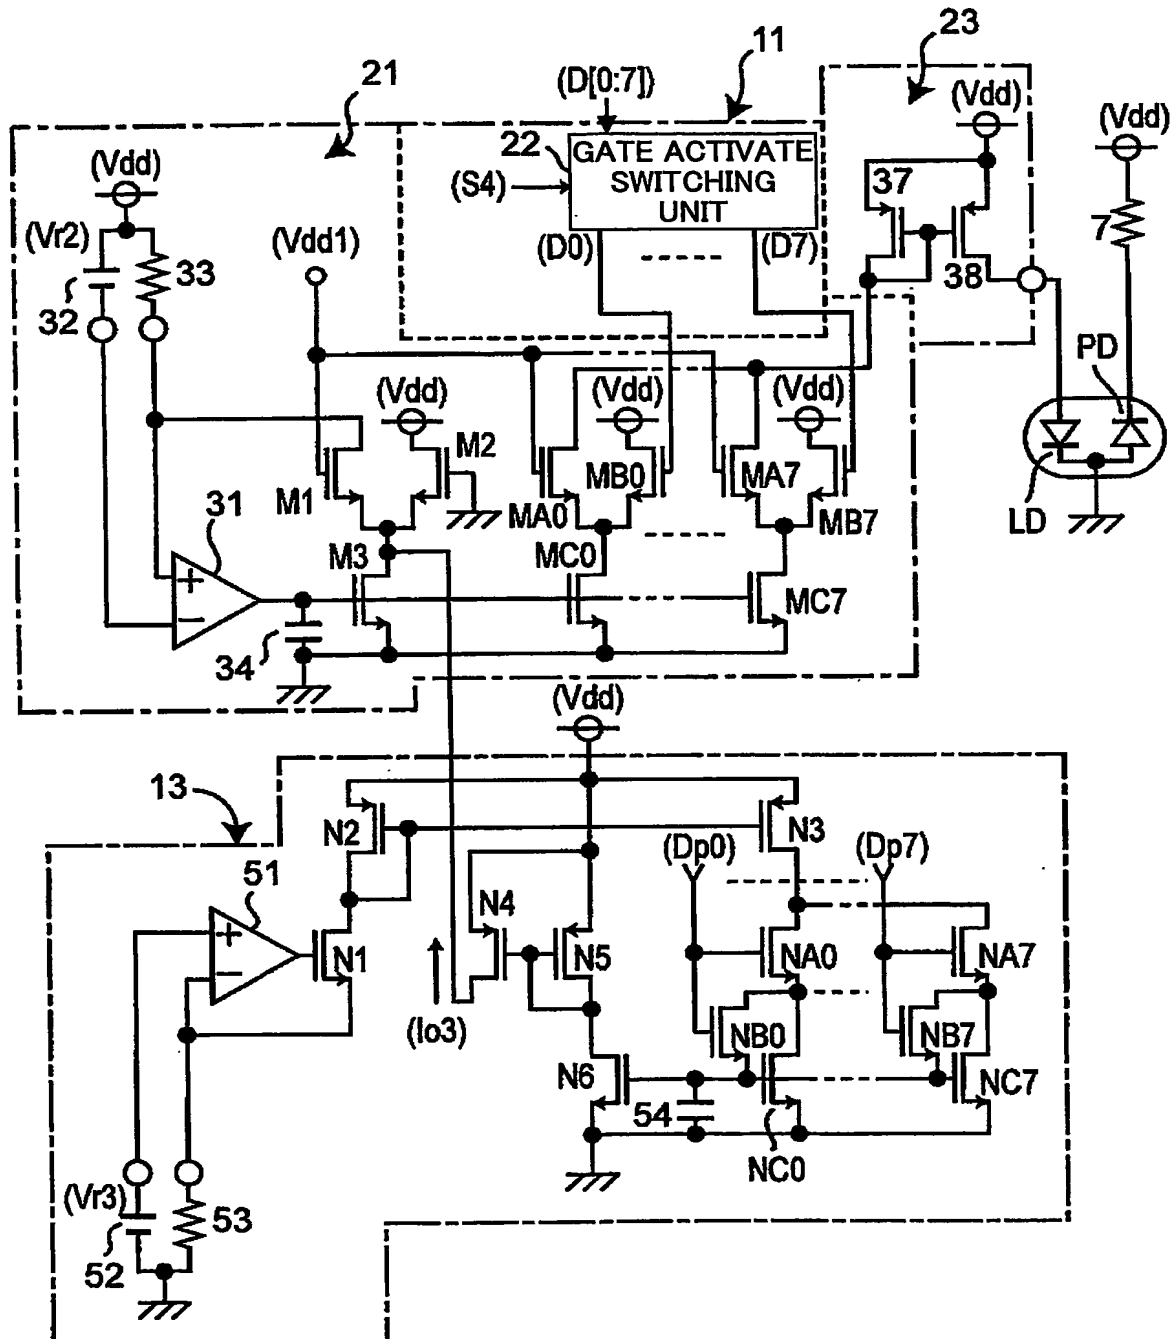 23
11
21
(D[0:7])
(Vdd)
(Vdd)
22
GATE ACTIVATE
SWITCHING
UNIT
(Vdd)
(S4)
37
(Vr2)
(Vdd1)
(D0)
(D7)
7
33
38
32
PD
(Vdd)
(Vdd)
(Vdd)
M2
M1
MB0
MA7
MA0
MB7
LD
31
M3
MC0
MC7
34
(Vdd)
13
N2
N3
(Dp0)
(Dp7)
51
N4
N1
N5
NA0
NA7
(Io3)
NB0
NB7
N6
NC7
54
NC0
(Vr3)
53
52